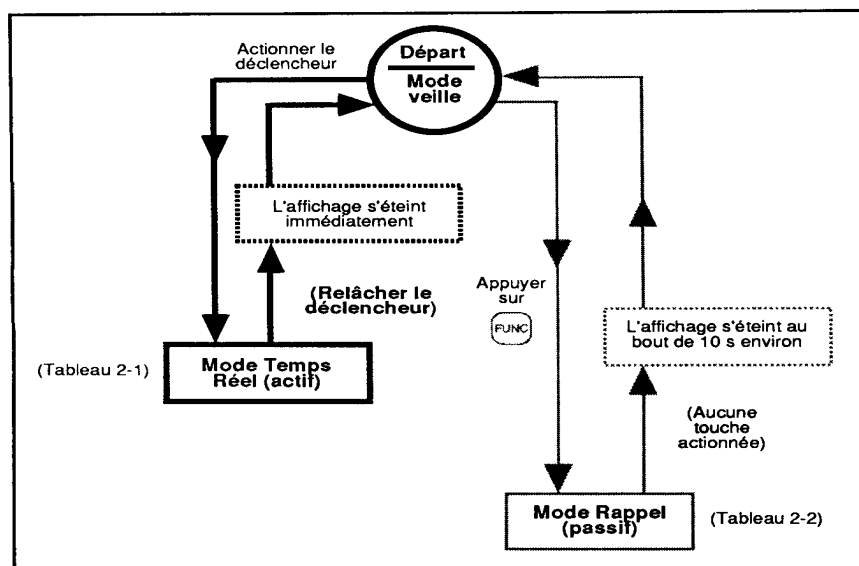 Actionner le
déclencheur
Départ
Mode
veille
L'affichage s'éteint
immédiatement
(Relâcher le
déclencheur)
Appuyer
sur
FUNC
L'affichage s'éteint au
bout de 10 s environ
(Tableau 2-1)
Mode Temps
Réel (actif)
(Aucune
touche
actionnée)
Mode Rappel
(passif)
(Tableau 2-2)